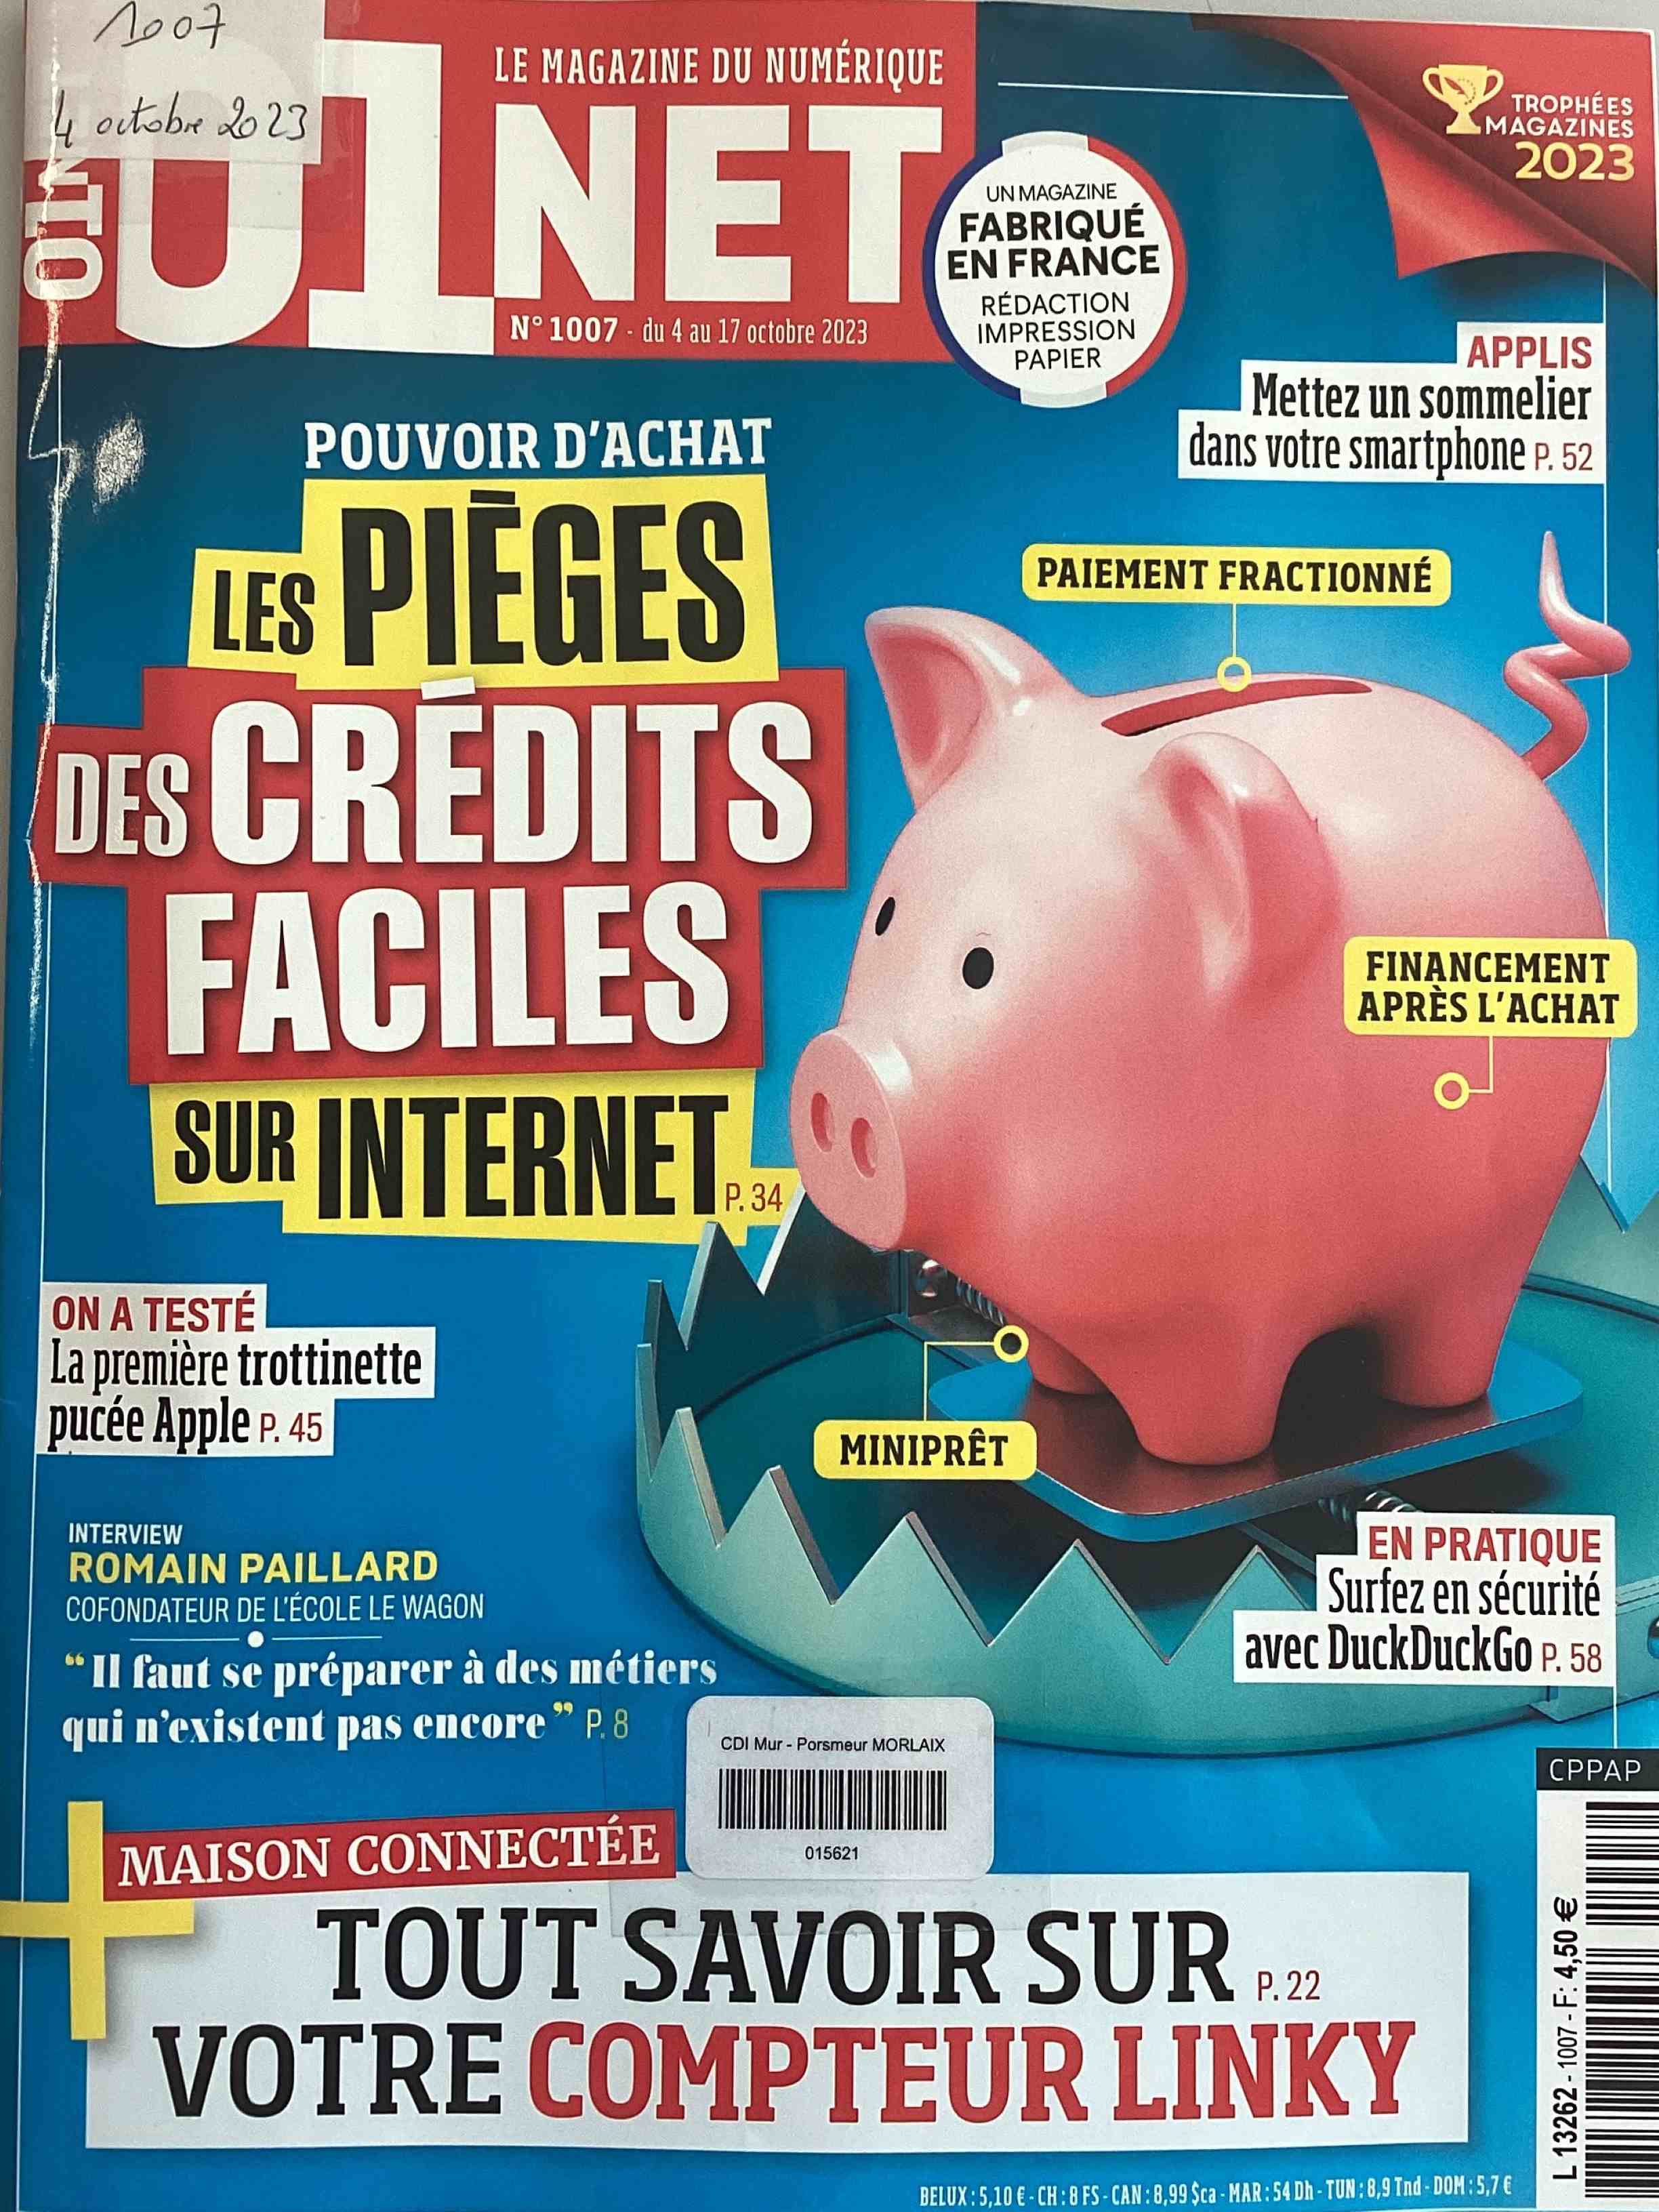 1007
4 octobre 2023
LE MAGAZINE DU NUMÉRIQUE
01NET
N° 1007 - du 4 au 17 octobre 2023
UN MAGAZINE
FABRIQUÉ
EN FRANCE
RÉDACTION
IMPRESSION
PAPIER
TROPHÉES
MAGAZINES
2023
APPLIS
Mettez un sommelier
dans votre smartphone P. 52
POUVOIR D'ACHAT
LES PIÈGES
DES CRÉDITS
FACILES
SUR INTERNET P. 34
PAIEMENT FRACTIONNÉ
FINANCEMENT
APRÈS L'ACHAT
MINIPRÊT
ON A TESTÉ
La première trottinette
pucée Apple P. 45
INTERVIEW
ROMAIN PAILLARD
COFONDATEUR DE L'ÉCOLE LE WAGON
“Il faut se préparer à des métiers
qui n'existent pas encore” P. 8
EN PRATIQUE
Surfez en sécurité
avec DuckDuckGo P. 58
CDI Mur - Porsmeur MORLAIX
015621
MAISON CONNECTÉE
TOUT SAVOIR SUR P. 22
VOTRE COMPTEUR LINKY
CPPAP
L 13262 - 1007 - F: 4,50 €
BELUX : 5,10 € - CH : 8 FS - CAN : 8,99 $ca - MAR : 54 Dh - TUN : 8,9 Tnd - DOM : 5,7 €